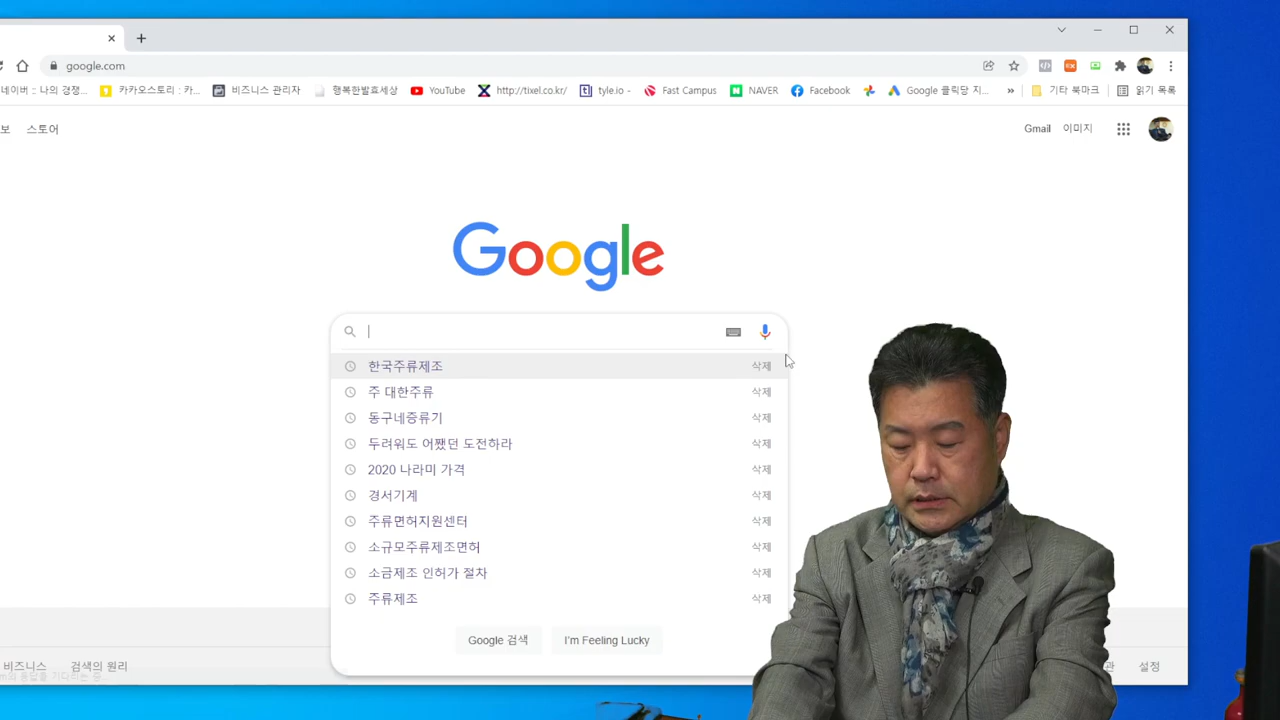 google.com
네이버 :: 나의 경쟁...
카카오스토리 : 카...
비즈니스 관리자
행복한발효세상
YouTube
http://tixel.co.kr/
tyle.io -
Fast Campus
NAVER
Facebook
Google 클릭당 지...
»
기타 북마크
읽기 목록
보
스토어
Gmail
이미지
Google
한국주류제조 삭제
주 대한주류 삭제
동구네증류기 삭제
두려워도 어쨌던 도전하라 삭제
2020 나라미 가격 삭제
경서기계 삭제
주류면허지원센터 삭제
소규모주류제조면허 삭제
소금제조 인허가 절차 삭제
주류제조 삭제
Google 검색
I'm Feeling Lucky
비즈니스
검색의 원리
관
설정